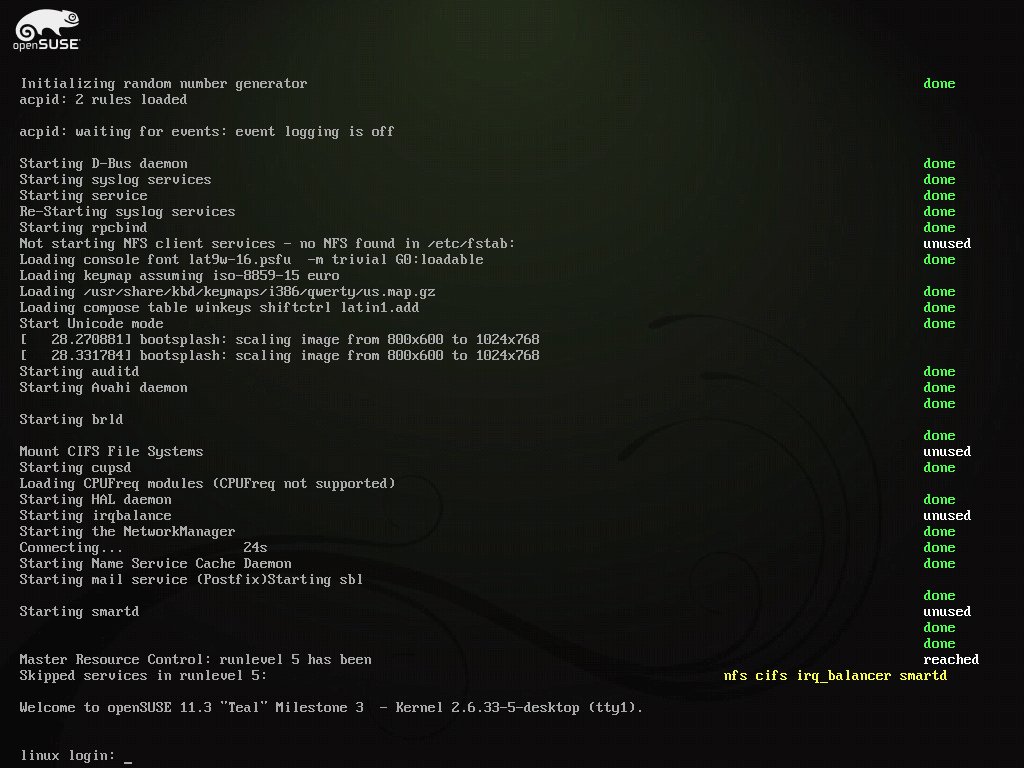 openSUSE
Initializing random number generator done
acpid: 2 rules loaded
acpid: waiting for events: event logging is off
Starting D-Bus daemon done
Starting syslog services done
Starting service done
Re-Starting syslog services done
Starting rpcbind done
Not starting NFS client services - no NFS found in /etc/fstab: unused
Loading console font lat9w-16.psfu  -m trivial G0:loadable done
Loading keymap assuming iso-8859-15 euro
Loading /usr/share/kbd/keymaps/i386/qwerty/us.map.gz done
Loading compose table winkeys shiftctrl latin1.add done
Start Unicode mode done
[   28.270881] bootsplash: scaling image from 800x600 to 1024x768
[   28.331784] bootsplash: scaling image from 800x600 to 1024x768
Starting auditd done
Starting Avahi daemon done
done
Starting brld
done
Mount CIFS File Systems unused
Starting cupsd done
Loading CPUFreq modules (CPUFreq not supported)
Starting HAL daemon done
Starting irqbalance unused
Starting the NetworkManager done
Connecting... 24s done
Starting Name Service Cache Daemon done
Starting mail service (Postfix)Starting sbl
done
Starting smartd unused
done
done
Master Resource Control: runlevel 5 has been reached
Skipped services in runlevel 5: nfs cifs irq_balancer smartd
Welcome to openSUSE 11.3 "Teal" Milestone 3  - Kernel 2.6.33-5-desktop (tty1).
linux login: _